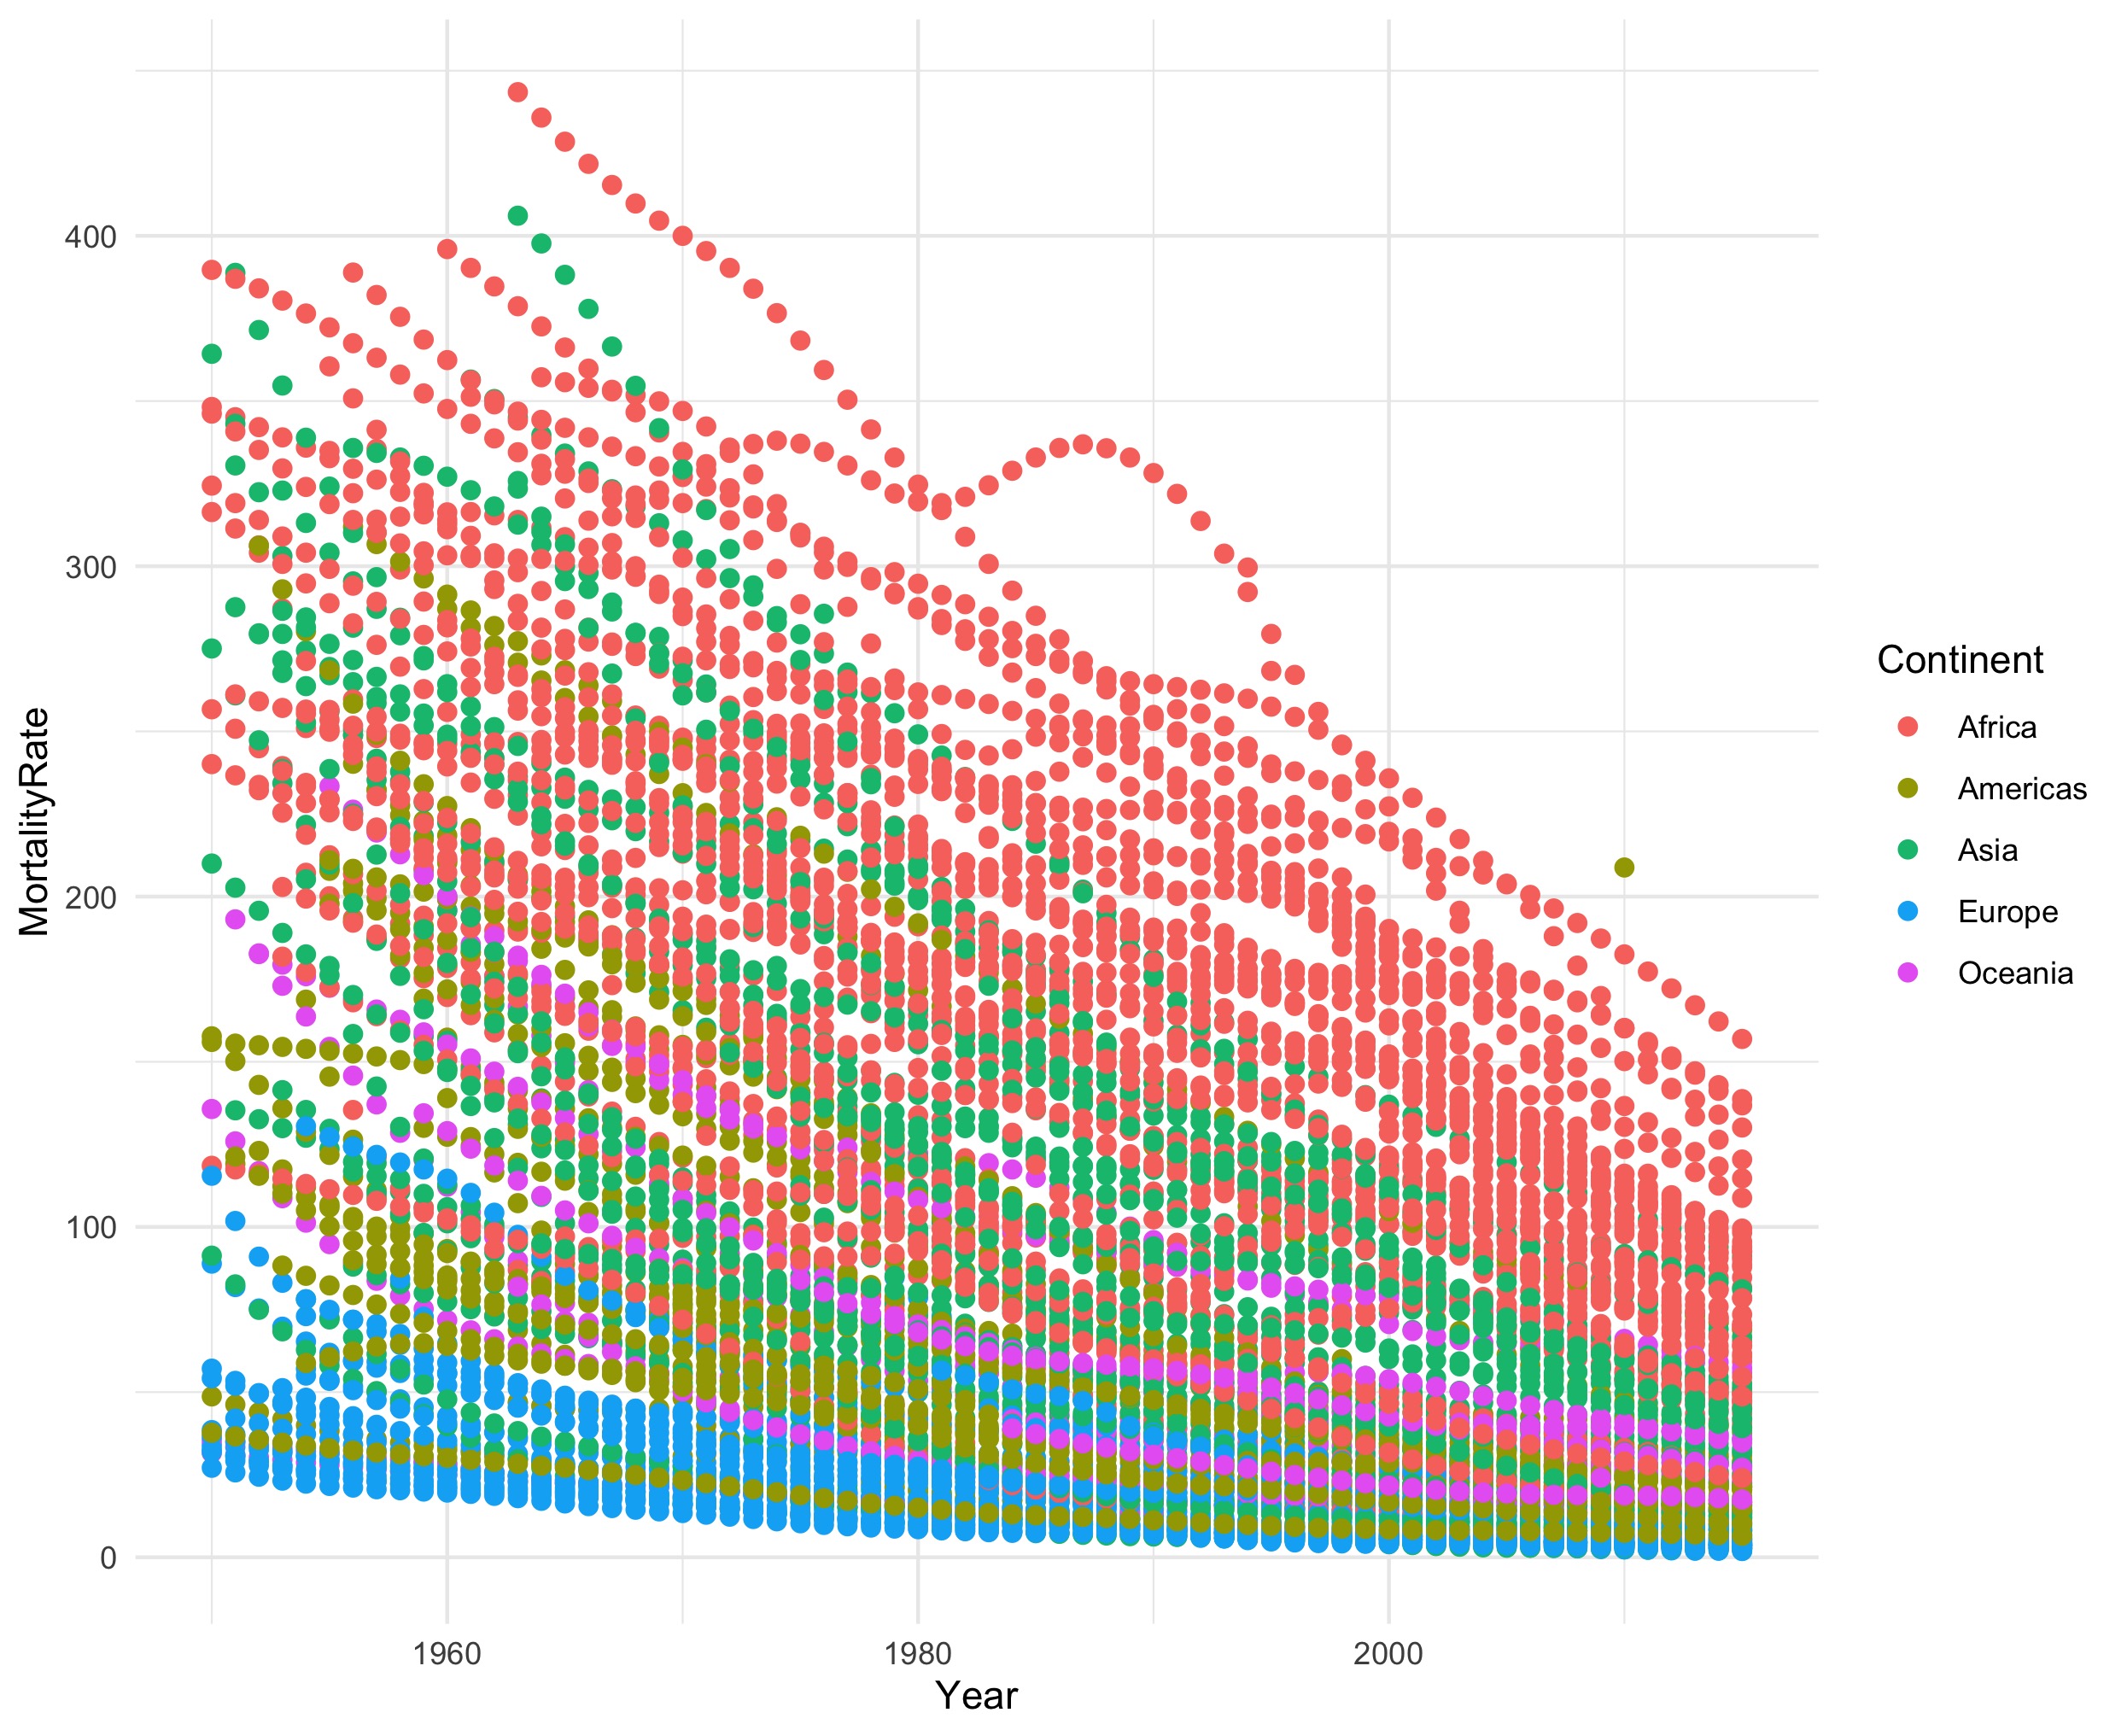 400
300
200
100
0
MortalityRate
1960
1980
2000
Year
Continent
Africa
Americas
Asia
Europe
Oceania